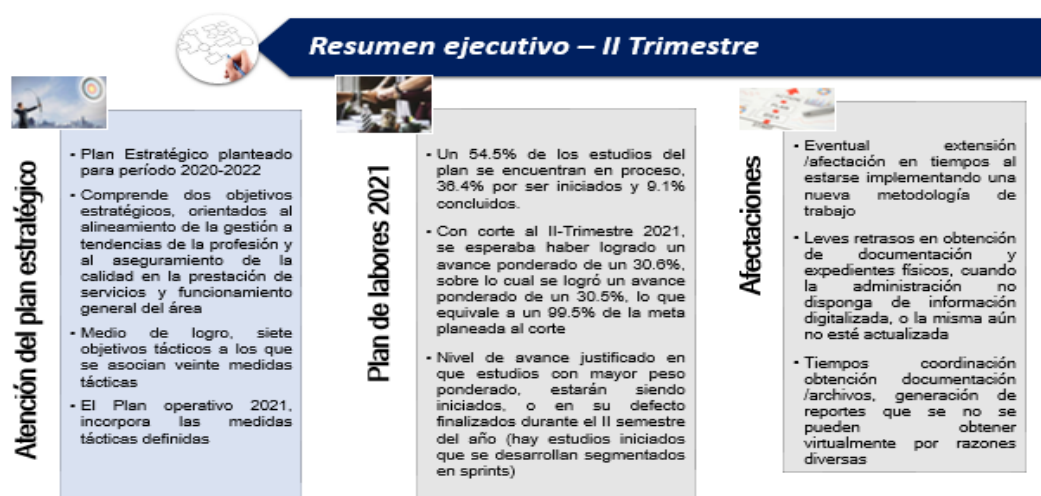 Resumen ejecutivo – II Trimestre
Atención del plan estratégico
• Plan Estratégico planteado
para período 2020-2022
• Comprende dos objetivos
estratégicos, orientados al
alineamiento de la gestión a
tendencias de la profesión y
al aseguramiento de la
calidad en la prestación de
servicios y funcionamiento
general del área
• Medio de logro, siete
objetivos tácticos a los que
se asocian veinte medidas
tácticas
• El Plan operativo 2021,
incorpora las medidas
tácticas definidas
Plan de labores 2021
• Un 54.5% de los estudios del
plan se encuentran en proceso,
36.4% por ser iniciados y 9.1%
concluidos.
• Con corte al II-Trimestre 2021,
se esperaba haber logrado un
avance ponderado de un 30.6%,
sobre lo cual se logró un avance
ponderado de un 30.5%, lo que
equivale a un 99.5% de la meta
planeada al corte
• Nivel de avance justificado en
que estudios con mayor peso
ponderado, estarán siendo
iniciados, o en su defecto
finalizados durante el II semestre
del año (hay estudios iniciados
que se desarrollan segmentados
en sprints)
Afectaciones
• Eventual extensión
/afectación en tiempos al
estarse implementando una
nueva metodología de
trabajo
• Leves retrasos en obtención
de documentación y
expedientes físicos, cuando
la administración no
disponga de información
digitalizada, o la misma aún
no esté actualizada
• Tiempos coordinación
obtención documentación
/archivos, generación de
reportes que se no se
pueden obtener
virtualmente por razones
diversas